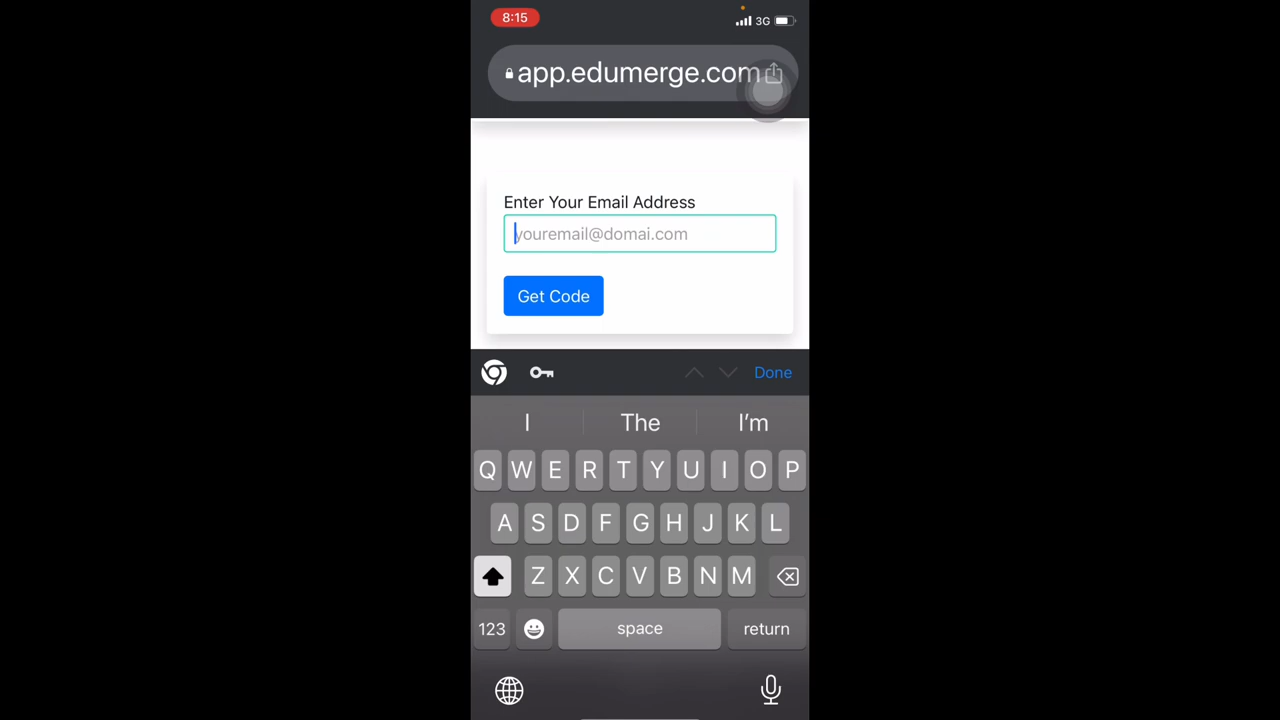 8:15
3G
app.edumerge.com
Enter Your Email Address
youremail@domai.com
Get Code
Done
I The I'm
Q W E R T Y U I O P
A S D F G H J K L
Z X C V B N M
123 space return